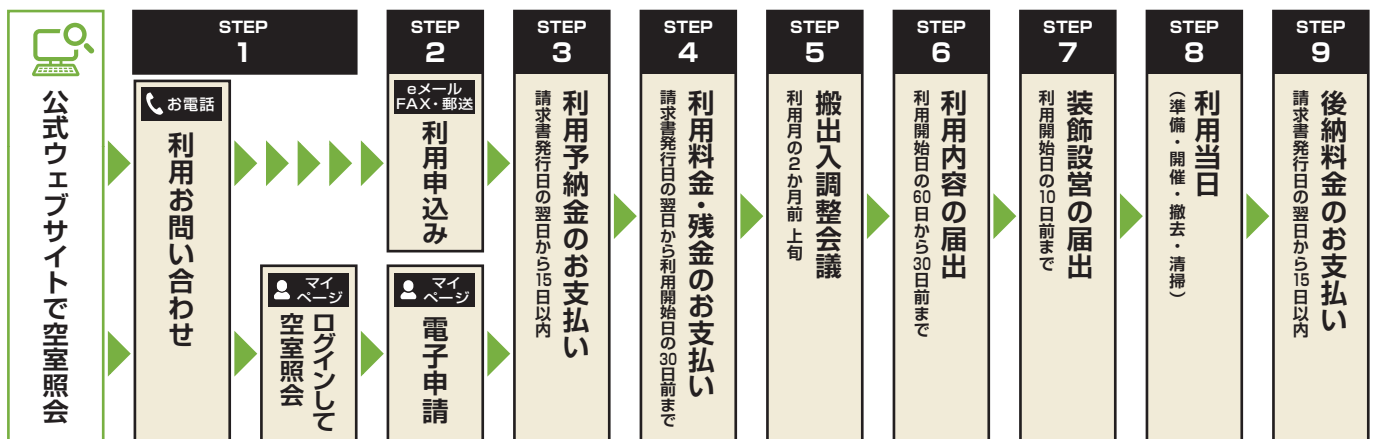 公式ウェブサイトで空室照会
STEP
1
お電話
利用お問い合わせ
マイ
ページ
ログインして
空室照会
STEP
2
eメール
FAX・郵送
利用申込み
マイ
ページ
電子申請
STEP
3
利用予納金のお支払い
請求書発行日の翌日から15日以内
STEP
4
利用料金・残金のお支払い
請求書発行日の翌日から利用開始日の30日前まで
STEP
5
搬出入調整会議
利用月の2か月前 上旬
STEP
6
利用内容の届出
利用開始日の60日から30日前まで
STEP
7
装飾設営の届出
利用開始日の10日前まで
STEP
8
利用当日
（準備・開催・撤去・清掃）
STEP
9
後納料金のお支払い
請求書発行日の翌日から15日以内